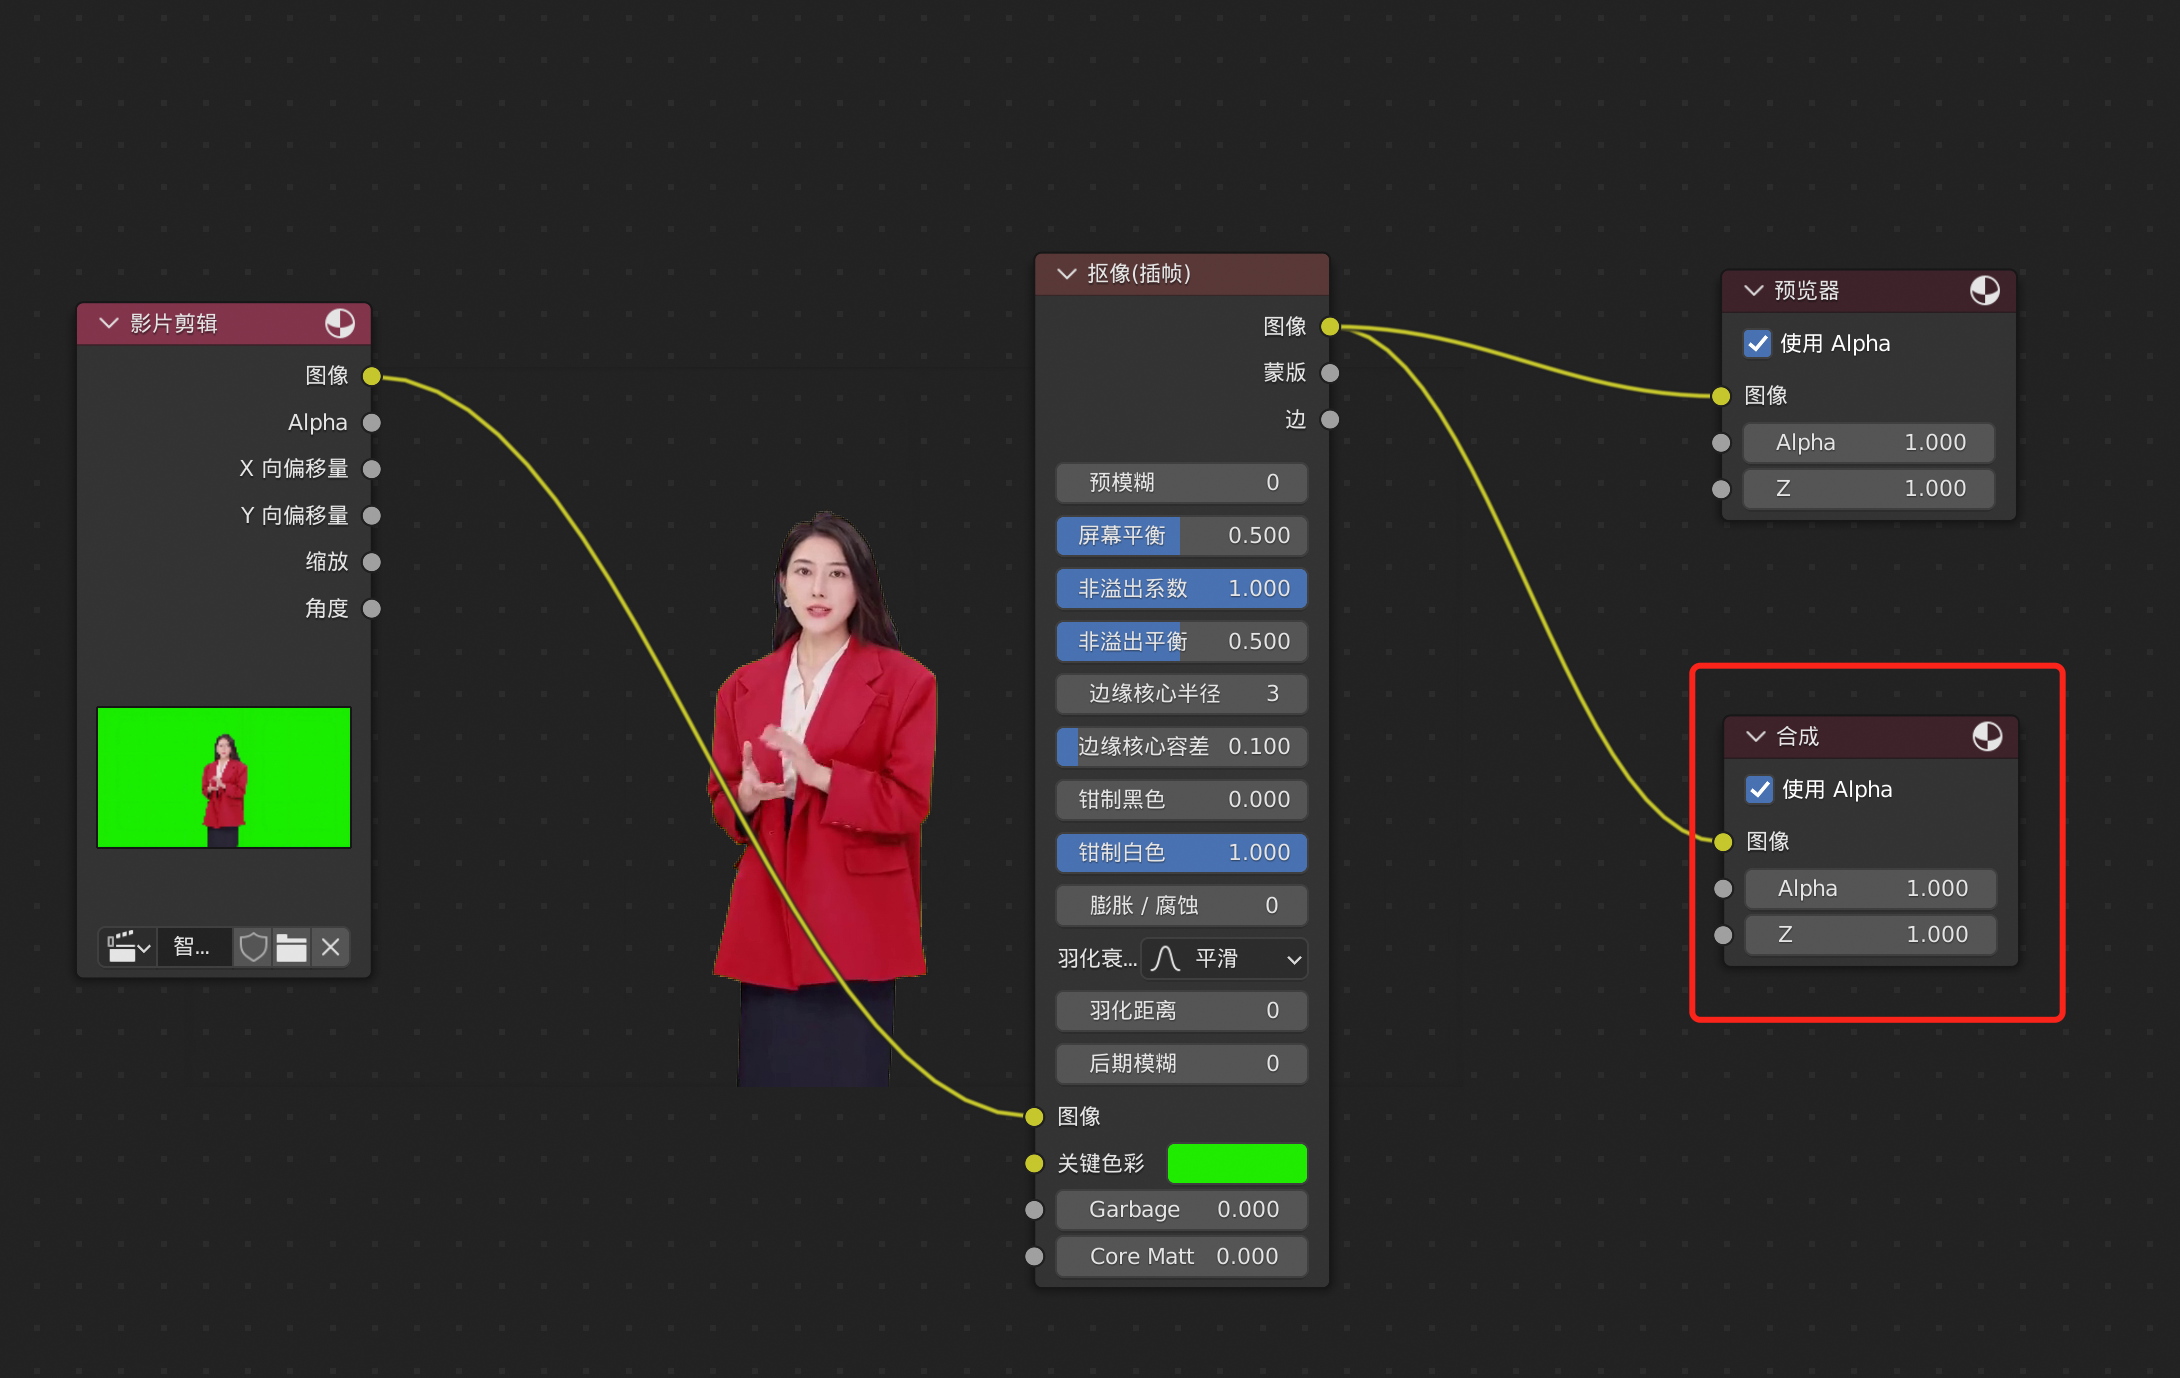 影片剪辑
图像
Alpha
X 向偏移量
Y 向偏移量
缩放
角度
智...
抠像(插帧)
图像
蒙版
边
预模糊 0
屏幕平衡 0.500
非溢出系数 1.000
非溢出平衡 0.500
边缘核心半径 3
边缘核心容差 0.100
钳制黑色 0.000
钳制白色 1.000
膨胀 / 腐蚀 0
羽化衰... 平滑
羽化距离 0
后期模糊 0
图像
关键色彩
Garbage 0.000
Core Matt 0.000
预览器
使用 Alpha
图像
Alpha 1.000
Z 1.000
合成
使用 Alpha
图像
Alpha 1.000
Z 1.000